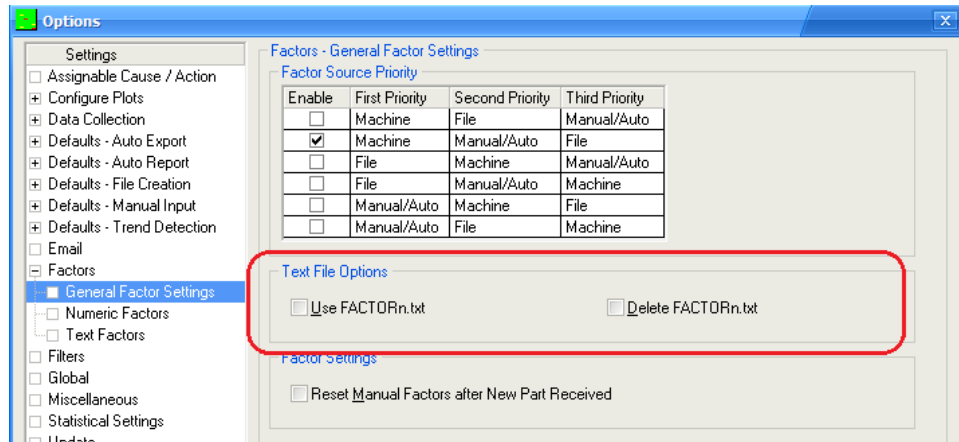 Options
X
Settings
Assignable Cause / Action
Configure Plots
Data Collection
Defaults - Auto Export
Defaults - Auto Report
Defaults - File Creation
Defaults - Manual Input
Defaults - Trend Detection
Email
Factors
General Factor Settings
Numeric Factors
Text Factors
Filters
Global
Miscellaneous
Statistical Settings
Update
Factors - General Factor Settings
Factor Source Priority
Enable First Priority Second Priority Third Priority
Machine File Manual/Auto
Machine Manual/Auto File
File Machine Manual/Auto
File Manual/Auto Machine
Manual/Auto Machine File
Manual/Auto File Machine
Text File Options
Use FACTORn.txt Delete FACTORn.txt
Factor Settings
Reset Manual Factors after New Part Received